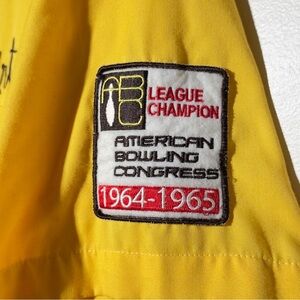 ABC
LEAGUE
CHAMPION
AMERICAN
BOWLING
CONGRESS
1964-1965